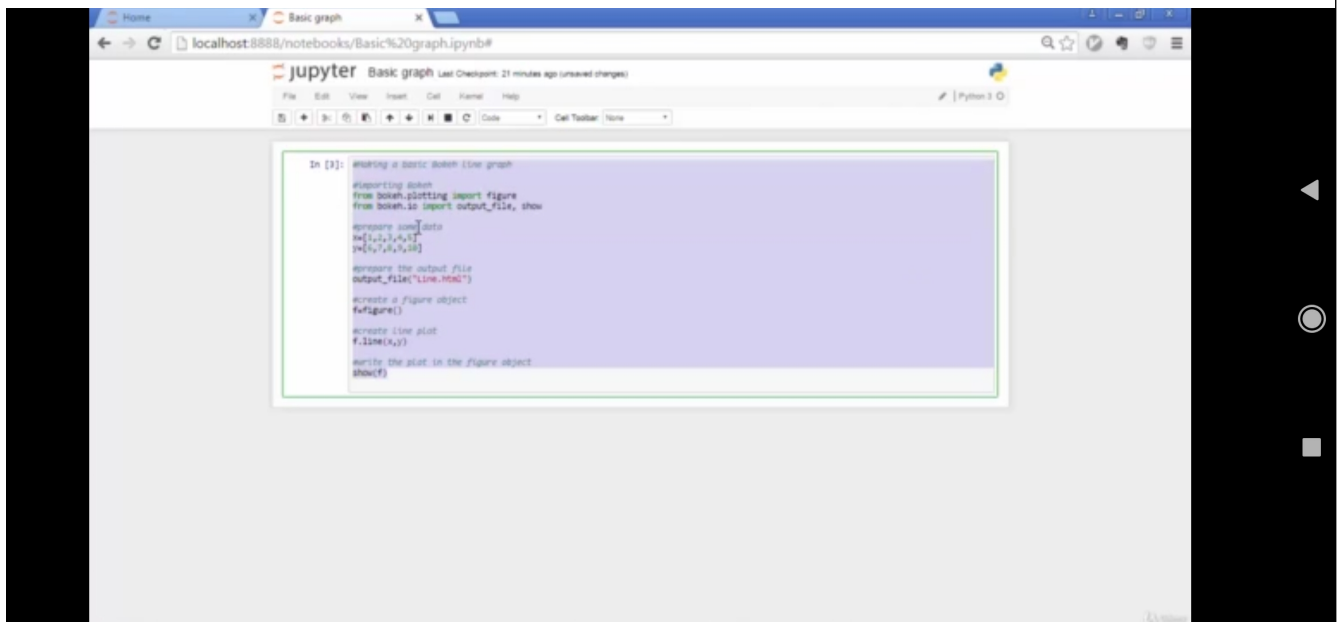 Home
Basic graph
localhost:8888/notebooks/Basic%20graph.ipynb#
jupyter Basic graph Last Checkpoint: 21 minutes ago (unsaved changes)
File Edit View Insert Cell Kernel Help
Python 3
Code
Cell Toolbar: None
In [3]:
#making a basic Bokeh line graph
#importing Bokeh
from bokeh.plotting import figure
from bokeh.io import output_file, show
#prepare some data
x=[1,2,3,4,5]
y=[6,7,8,9,10]
#prepare the output file
output_file("Line.html")
#create a figure object
f=figure()
#create line plot
f.line(x,y)
#write the plot in the figure object
show(f)